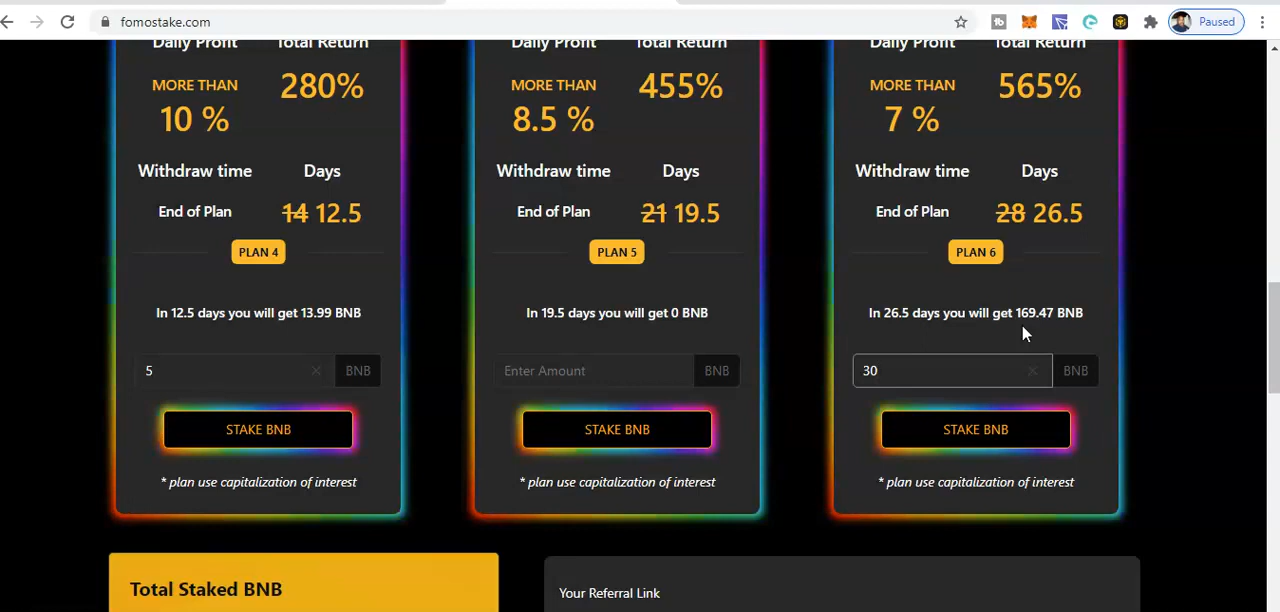 fomostake.com
Paused
Daily Profit Total Return
MORE THAN 10 % 280%
Withdraw time Days
End of Plan 14 12.5
PLAN 4
In 12.5 days you will get 13.99 BNB
5 BNB
STAKE BNB
* plan use capitalization of interest
Daily Profit Total Return
MORE THAN 8.5 % 455%
Withdraw time Days
End of Plan 21 19.5
PLAN 5
In 19.5 days you will get 0 BNB
Enter Amount BNB
STAKE BNB
* plan use capitalization of interest
Daily Profit Total Return
MORE THAN 7 % 565%
Withdraw time Days
End of Plan 28 26.5
PLAN 6
In 26.5 days you will get 169.47 BNB
30 BNB
STAKE BNB
* plan use capitalization of interest
Total Staked BNB
Your Referral Link